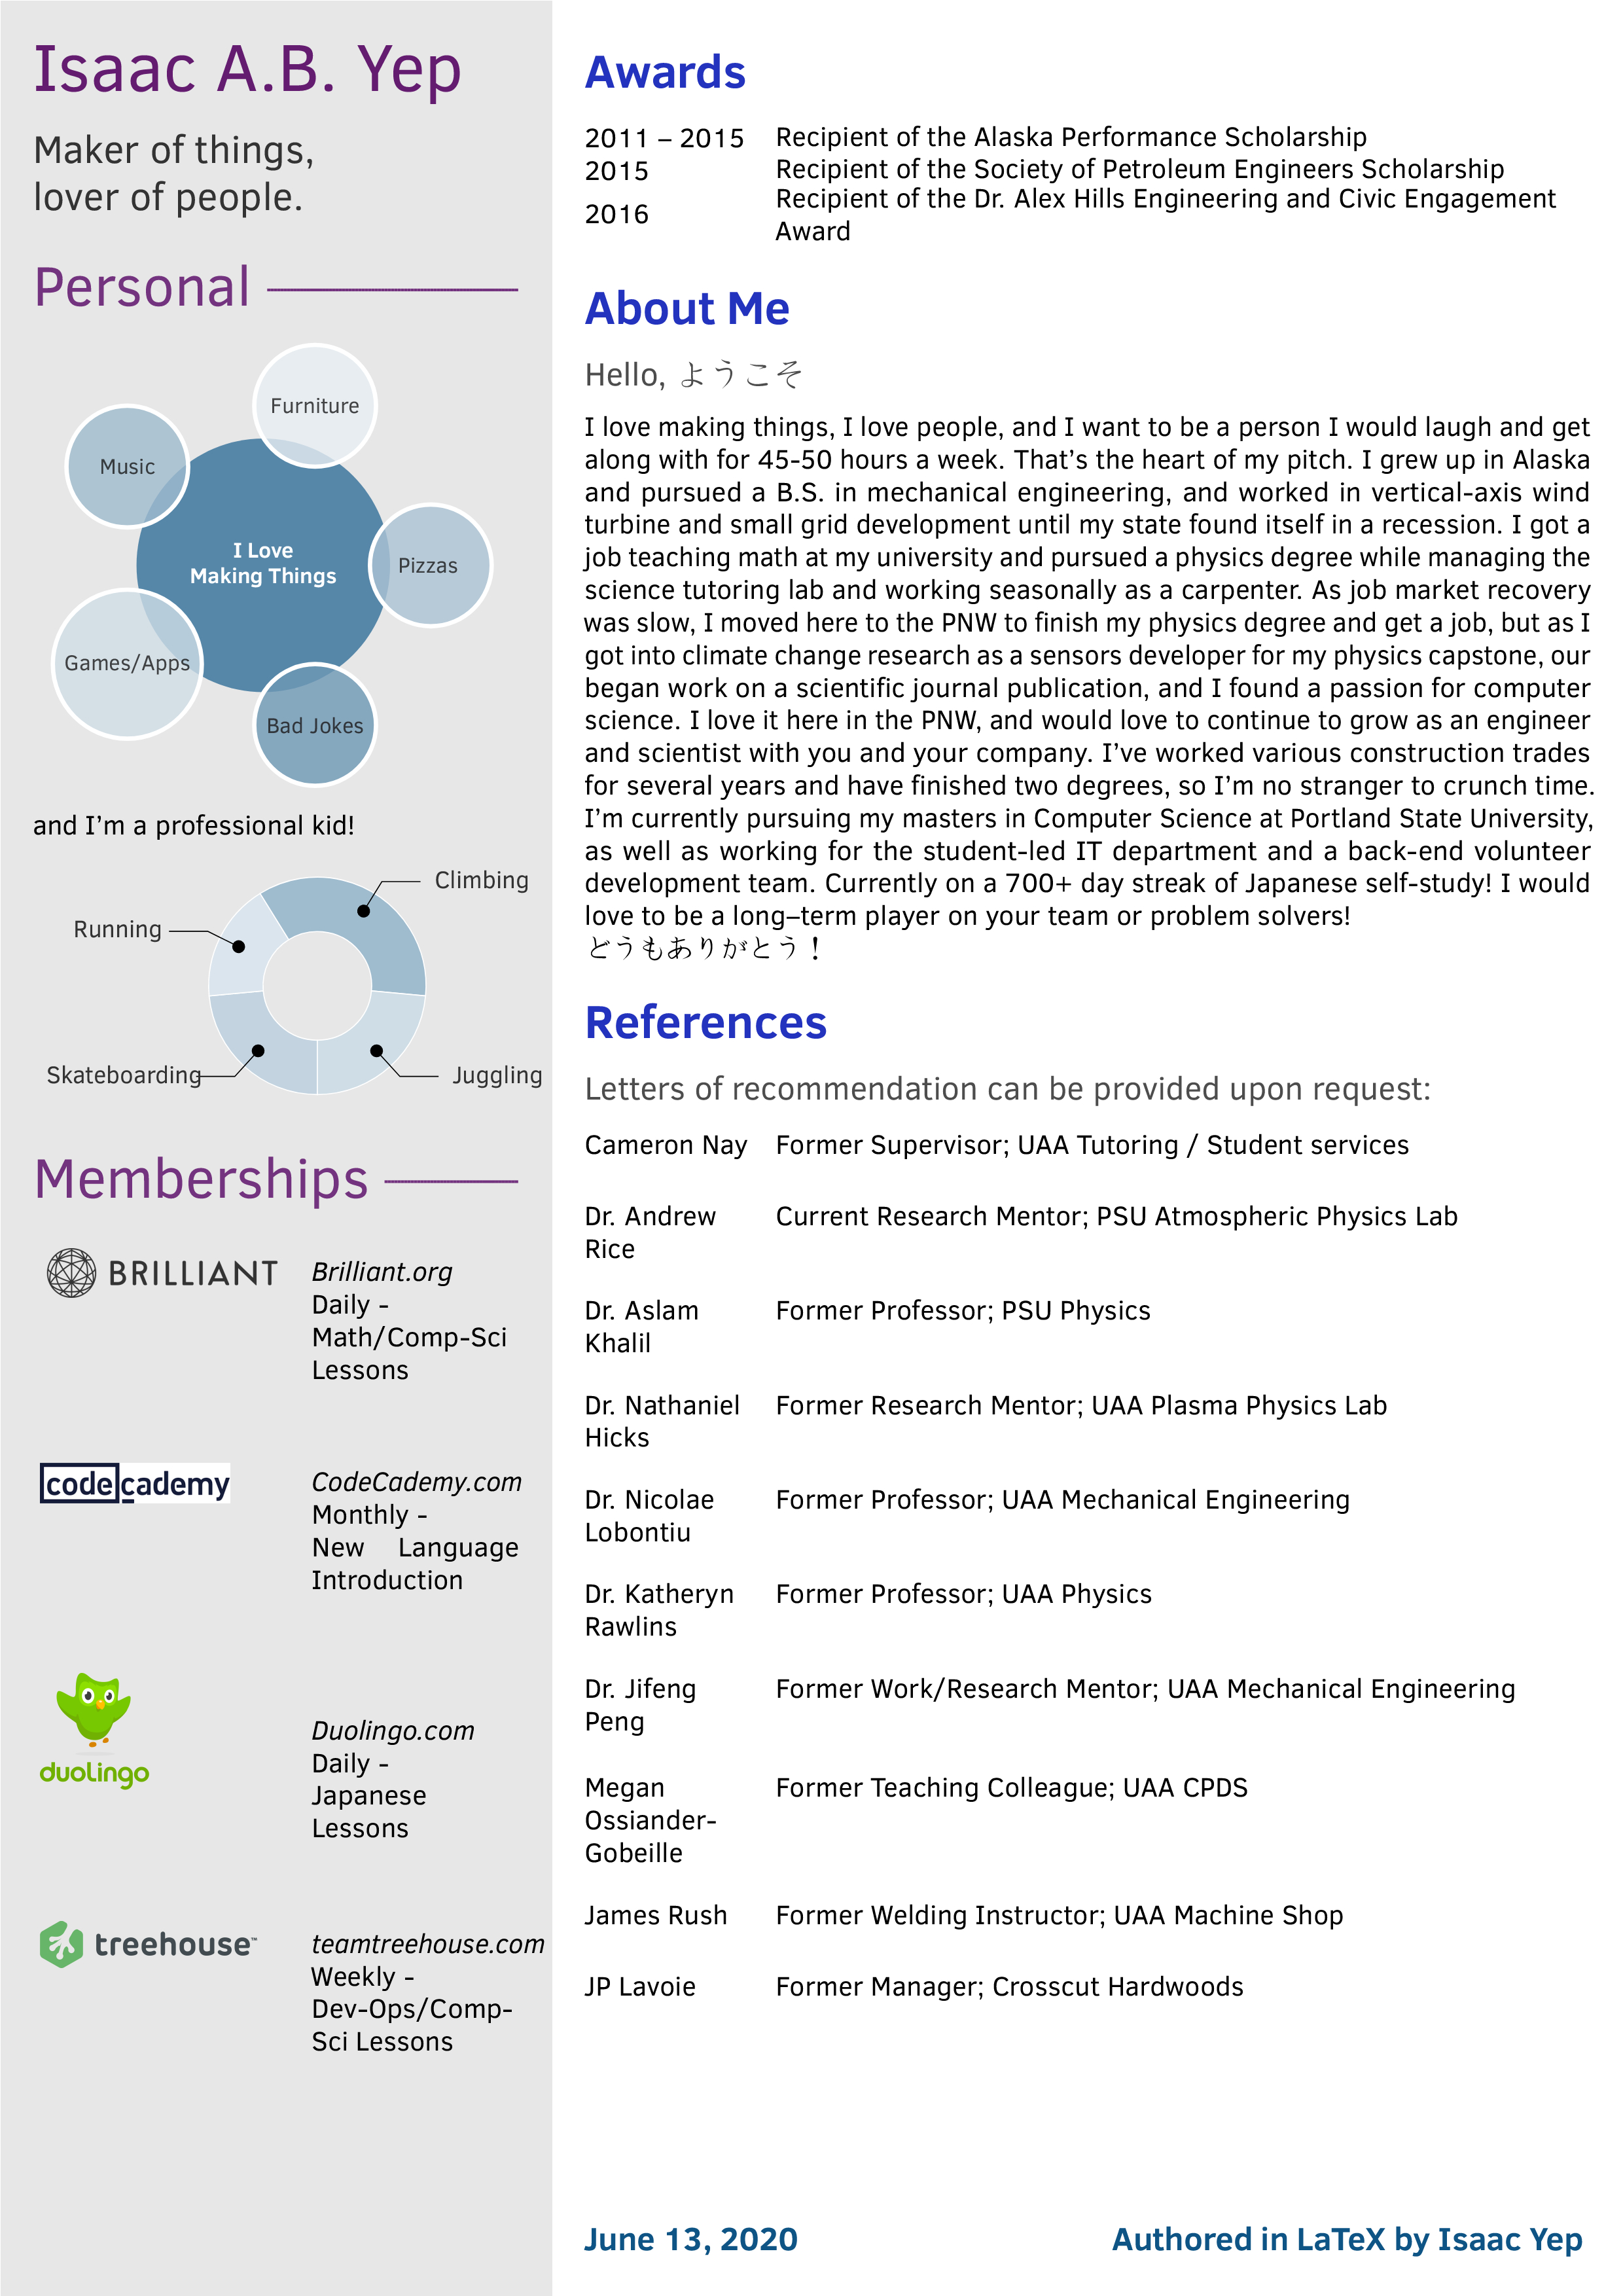 Isaac A.B. Yep
Maker of things,
lover of people.
Personal
Furniture
Music
I Love
Making Things
Pizzas
Games/Apps
Bad Jokes
and I'm a professional kid!
Climbing
Running
Skateboarding
Juggling
Memberships
BRILLIANT
Brilliant.org
Daily -
Math/Comp-Sci
Lessons
codecademy
CodeCademy.com
Monthly -
New Language
Introduction
duolingo
Duolingo.com
Daily -
Japanese
Lessons
treehouse™
teamtreehouse.com
Weekly -
Dev-Ops/Comp-
Sci Lessons
Awards
2011 – 2015 Recipient of the Alaska Performance Scholarship
2015 Recipient of the Society of Petroleum Engineers Scholarship
2016 Recipient of the Dr. Alex Hills Engineering and Civic Engagement
Award
About Me
Hello, ようこそ
I love making things, I love people, and I want to be a person I would laugh and get
along with for 45-50 hours a week. That's the heart of my pitch. I grew up in Alaska
and pursued a B.S. in mechanical engineering, and worked in vertical-axis wind
turbine and small grid development until my state found itself in a recession. I got a
job teaching math at my university and pursued a physics degree while managing the
science tutoring lab and working seasonally as a carpenter. As job market recovery
was slow, I moved here to the PNW to finish my physics degree and get a job, but as I
got into climate change research as a sensors developer for my physics capstone, our
began work on a scientific journal publication, and I found a passion for computer
science. I love it here in the PNW, and would love to continue to grow as an engineer
and scientist with you and your company. I've worked various construction trades
for several years and have finished two degrees, so I'm no stranger to crunch time.
I'm currently pursuing my masters in Computer Science at Portland State University,
as well as working for the student-led IT department and a back-end volunteer
development team. Currently on a 700+ day streak of Japanese self-study! I would
love to be a long–term player on your team or problem solvers!
どうもありがとう！
References
Letters of recommendation can be provided upon request:
Cameron Nay Former Supervisor; UAA Tutoring / Student services
Dr. Andrew Current Research Mentor; PSU Atmospheric Physics Lab
Rice
Dr. Aslam Former Professor; PSU Physics
Khalil
Dr. Nathaniel Former Research Mentor; UAA Plasma Physics Lab
Hicks
Dr. Nicolae Former Professor; UAA Mechanical Engineering
Lobontiu
Dr. Katheryn Former Professor; UAA Physics
Rawlins
Dr. Jifeng Former Work/Research Mentor; UAA Mechanical Engineering
Peng
Megan Former Teaching Colleague; UAA CPDS
Ossiander-
Gobeille
James Rush Former Welding Instructor; UAA Machine Shop
JP Lavoie Former Manager; Crosscut Hardwoods
June 13, 2020 Authored in LaTeX by Isaac Yep